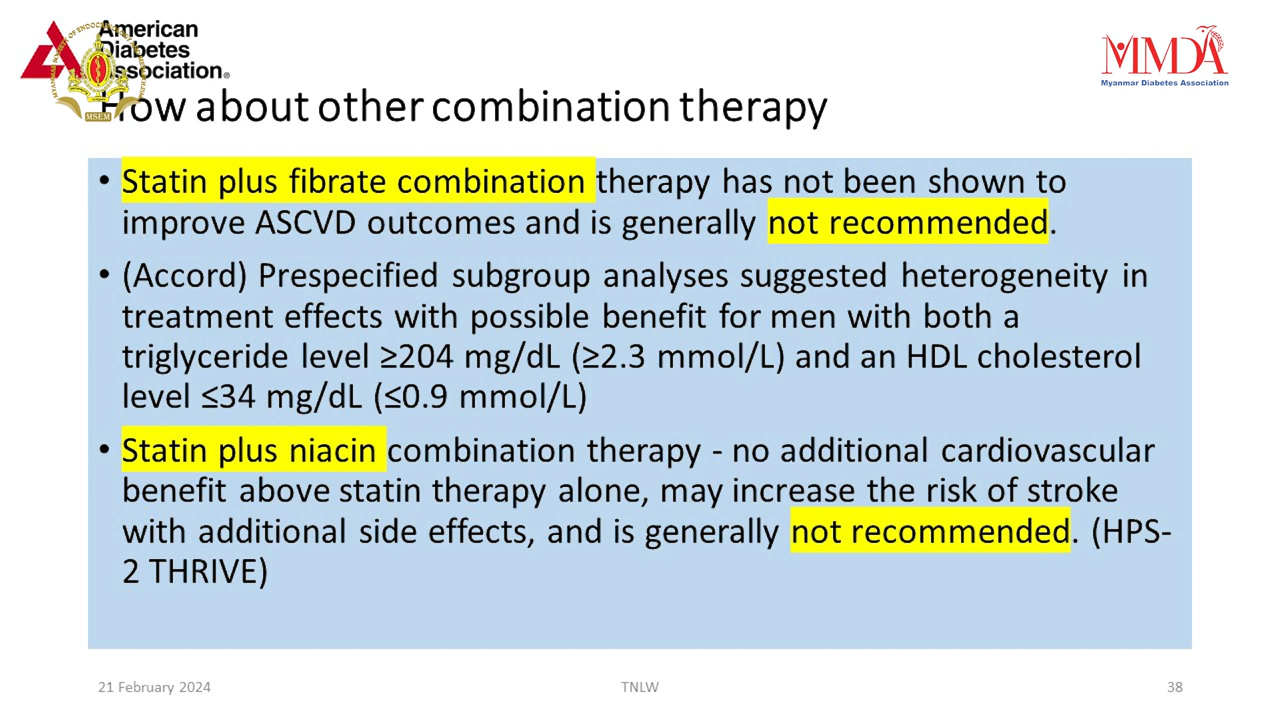 American
Diabetes
Association®
MMDA
Myanmar Diabetes Association
MSEM
How about other combination therapy
• Statin plus fibrate combination therapy has not been shown to
improve ASCVD outcomes and is generally not recommended.
• (Accord) Prespecified subgroup analyses suggested heterogeneity in
treatment effects with possible benefit for men with both a
triglyceride level ≥204 mg/dL (≥2.3 mmol/L) and an HDL cholesterol
level ≤34 mg/dL (≤0.9 mmol/L)
• Statin plus niacin combination therapy - no additional cardiovascular
benefit above statin therapy alone, may increase the risk of stroke
with additional side effects, and is generally not recommended. (HPS-
2 THRIVE)
21 February 2024
TNLW
38